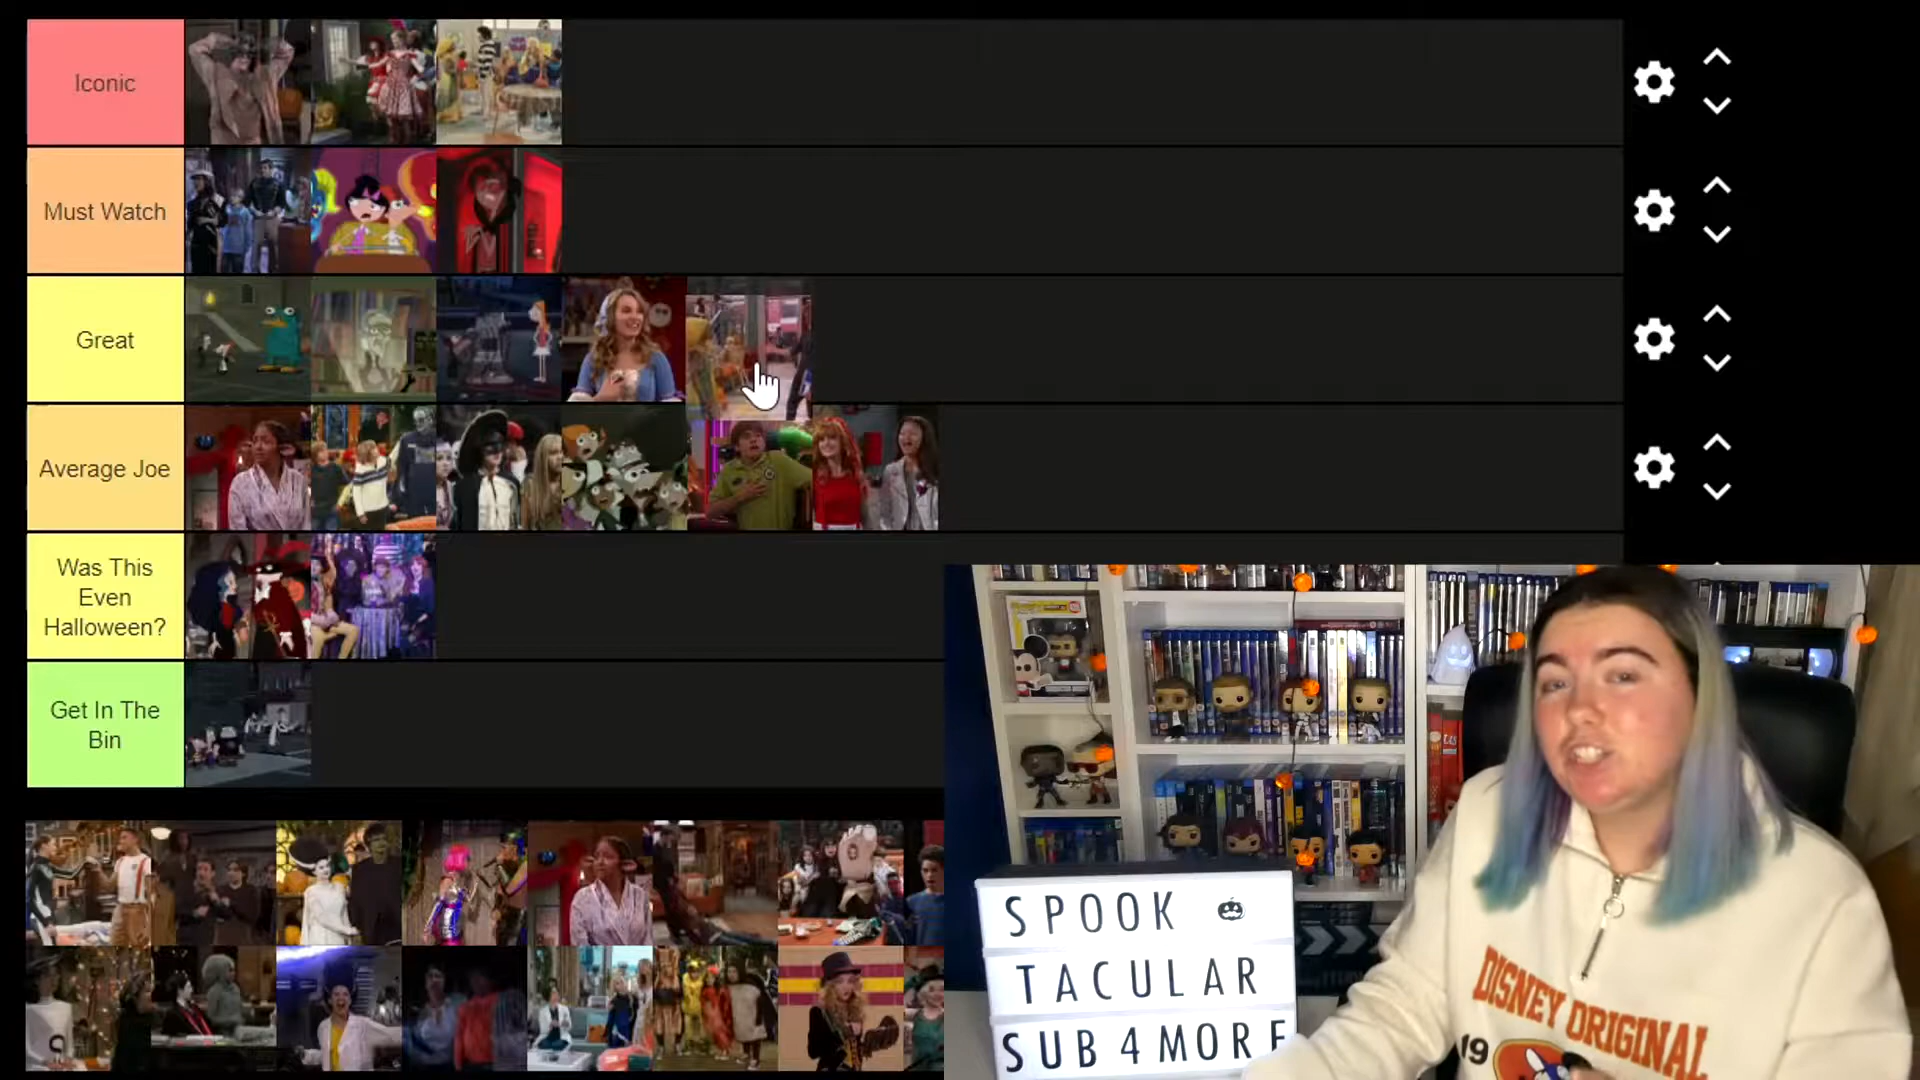 Iconic
Must Watch
Great
Average Joe
Was This
Even
Halloween?
Get In The
Bin
SPOOK
TACULAR
SUB 4 MORE
DISNEY ORIGINAL
19